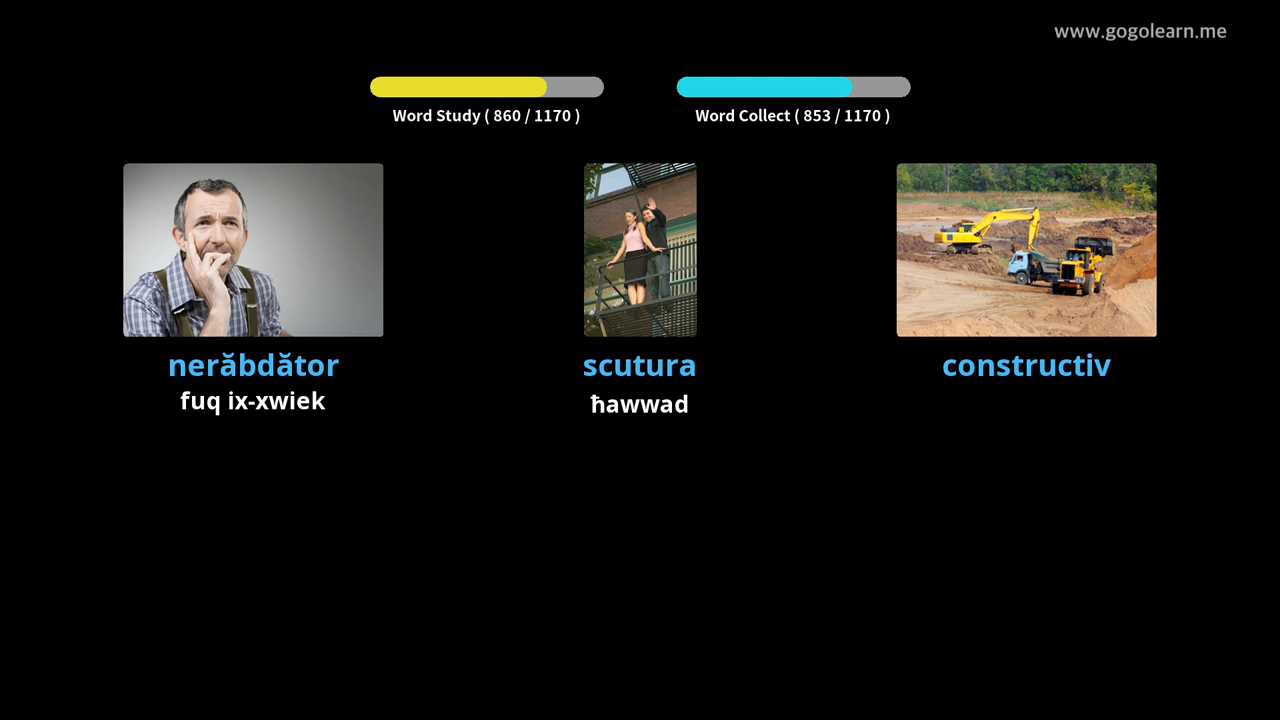 www.gogolearn.me
Word Study ( 860 / 1170 )
Word Collect ( 853 / 1170 )
nerăbdător
fuq ix-xwiek
scutura
ħawwad
constructiv